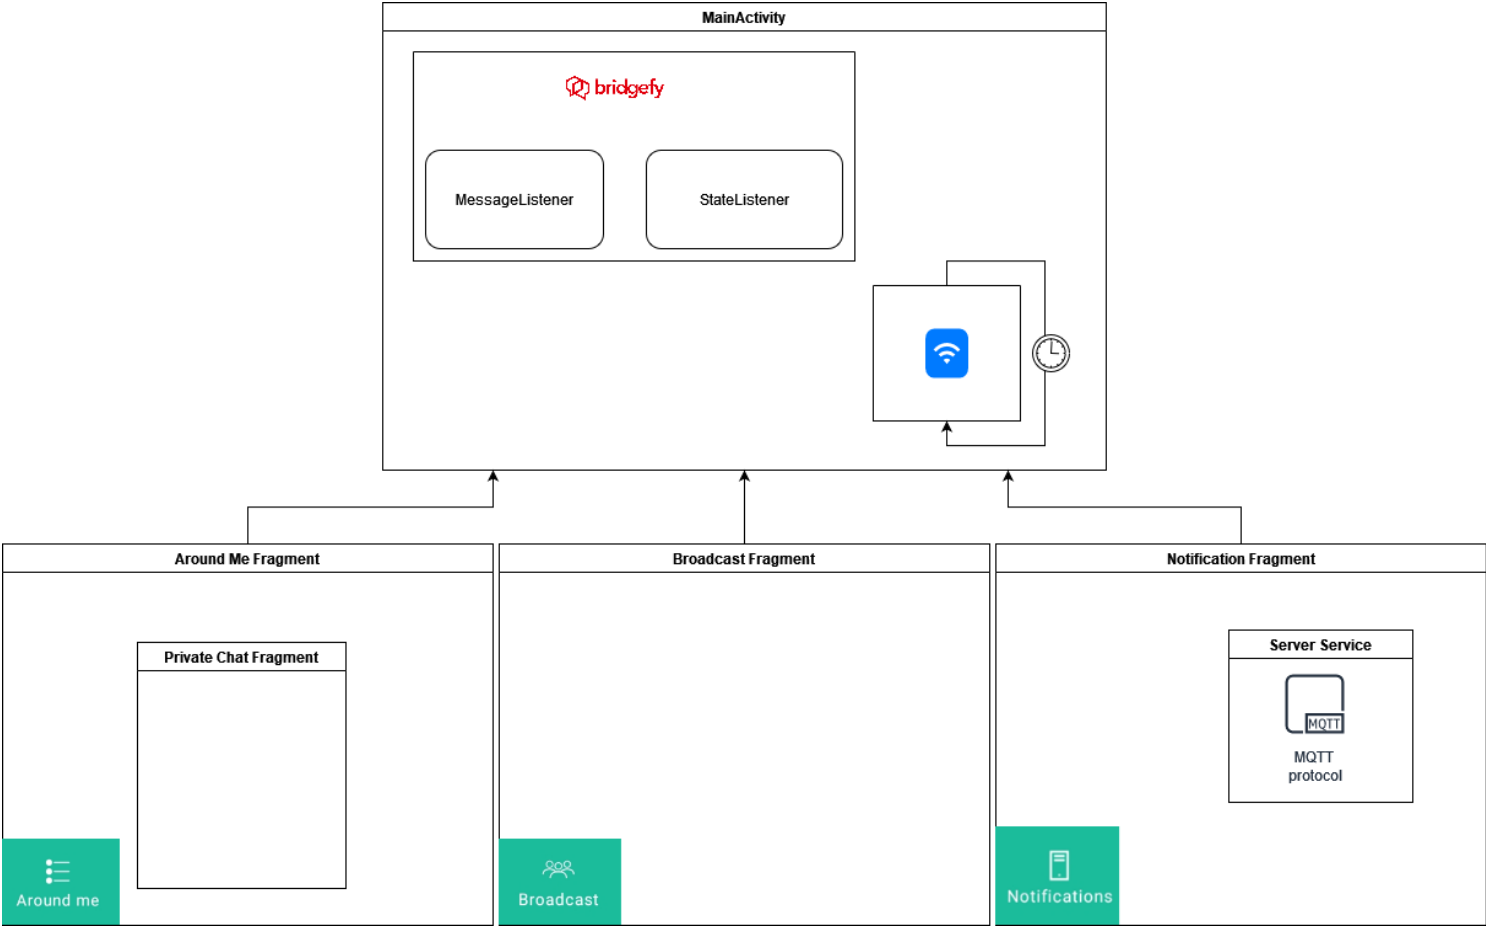 MainActivity
bridgefy
MessageListener
StateListener
Around Me Fragment
Broadcast Fragment
Notification Fragment
Private Chat Fragment
Server Service
MQTT
MQTT
protocol
Around me
Broadcast
Notifications